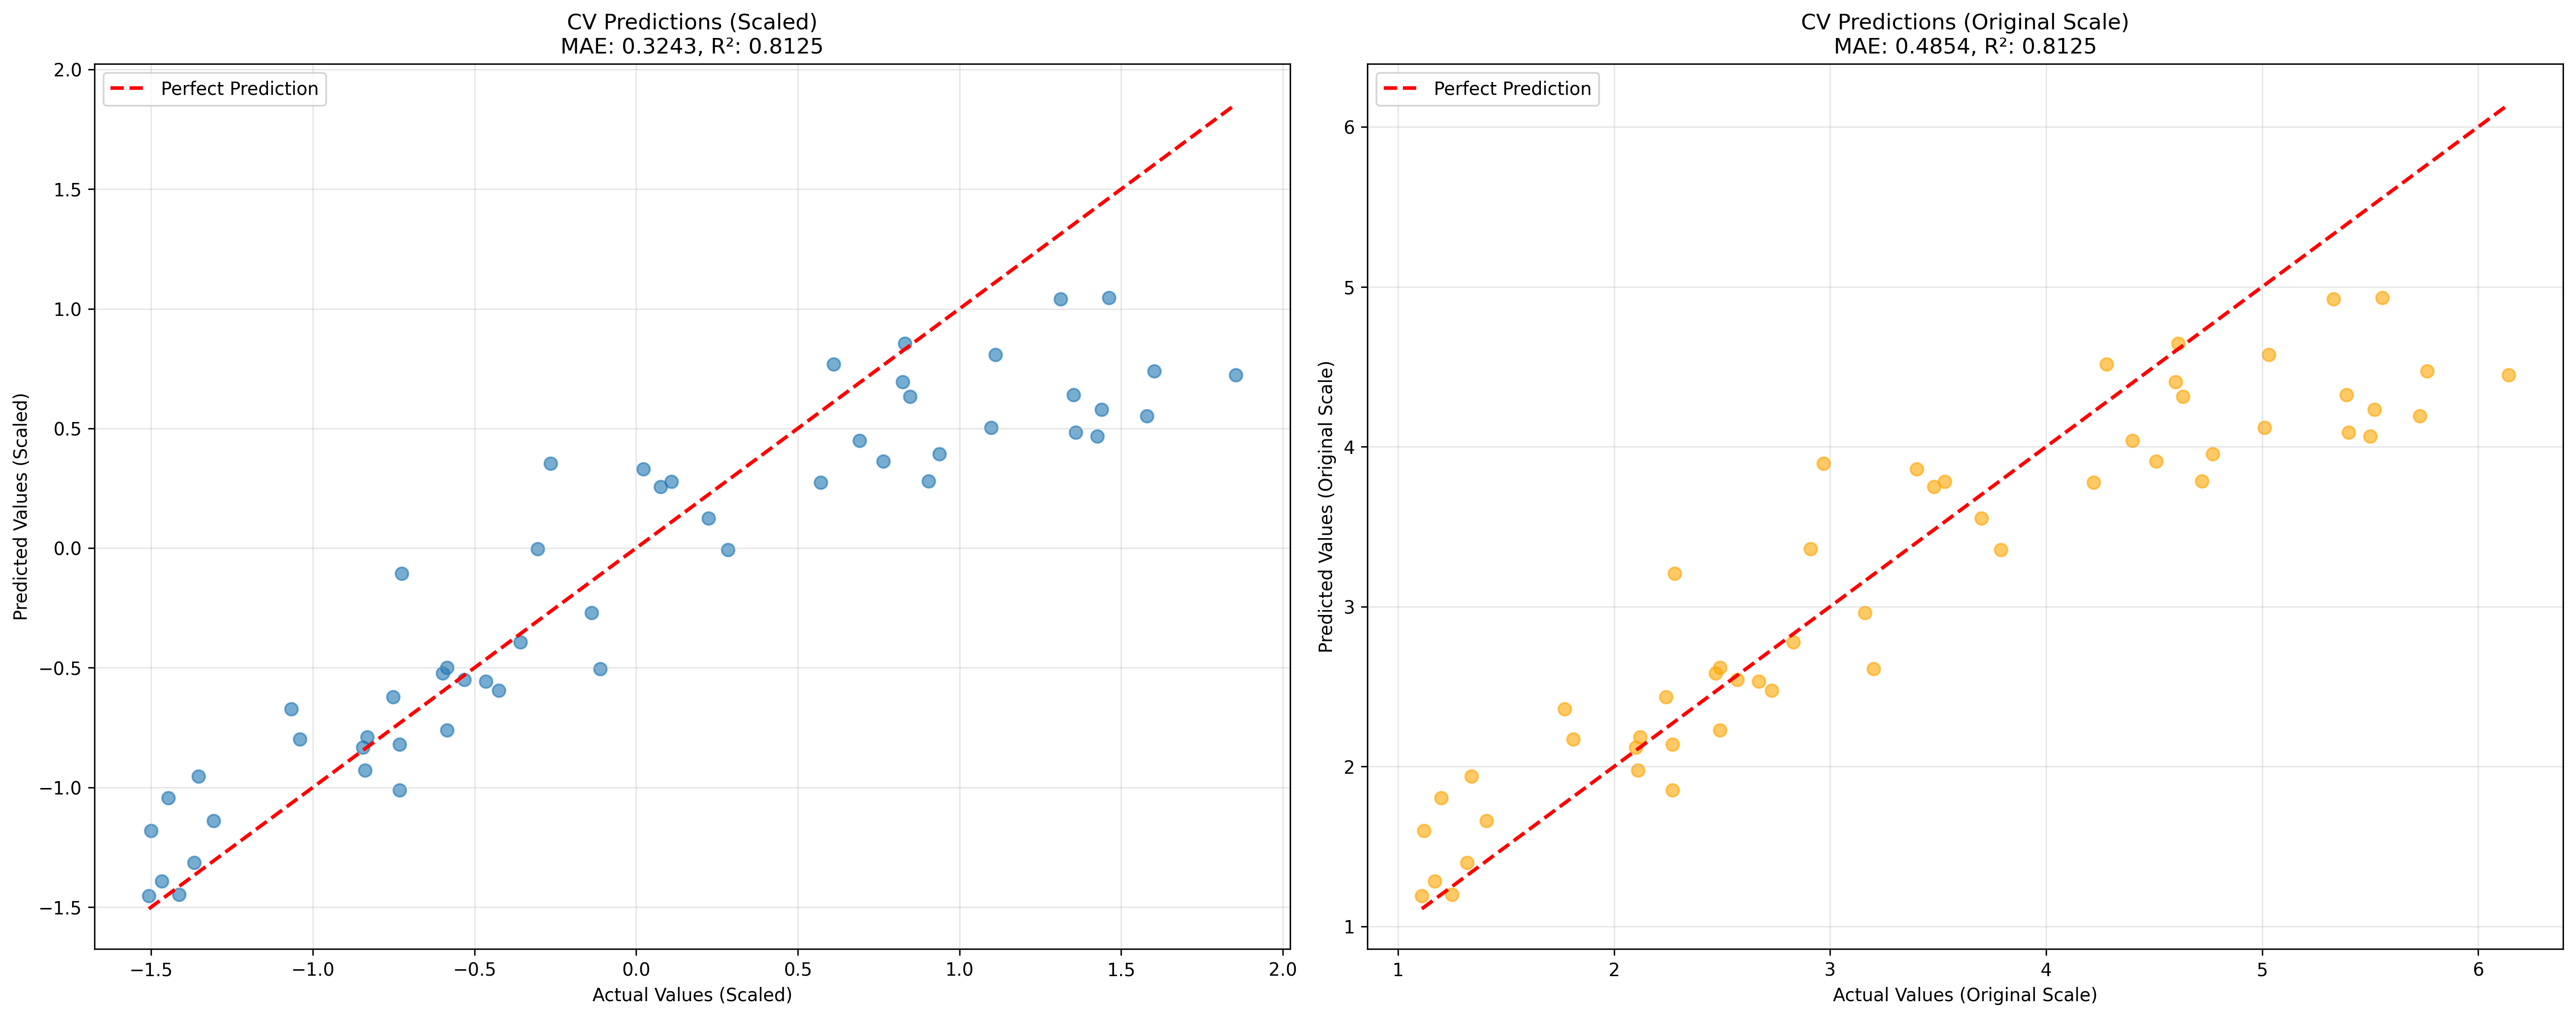 CV Predictions (Scaled)
MAE: 0.3243, R²: 0.8125
Perfect Prediction
2.0
1.5
1.0
0.5
0.0
−0.5
−1.0
−1.5
Predicted Values (Scaled)
−1.5 −1.0 −0.5 0.0 0.5 1.0 1.5 2.0
Actual Values (Scaled)
CV Predictions (Original Scale)
MAE: 0.4854, R²: 0.8125
Perfect Prediction
6
5
4
3
2
1
Predicted Values (Original Scale)
1 2 3 4 5 6
Actual Values (Original Scale)